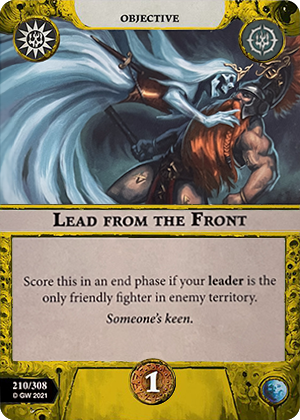 OBJECTIVE
LEAD FROM THE FRONT
Score this in an end phase if your leader is the
only friendly fighter in enemy territory.
Someone's keen.
210/308
© GW 2021
1